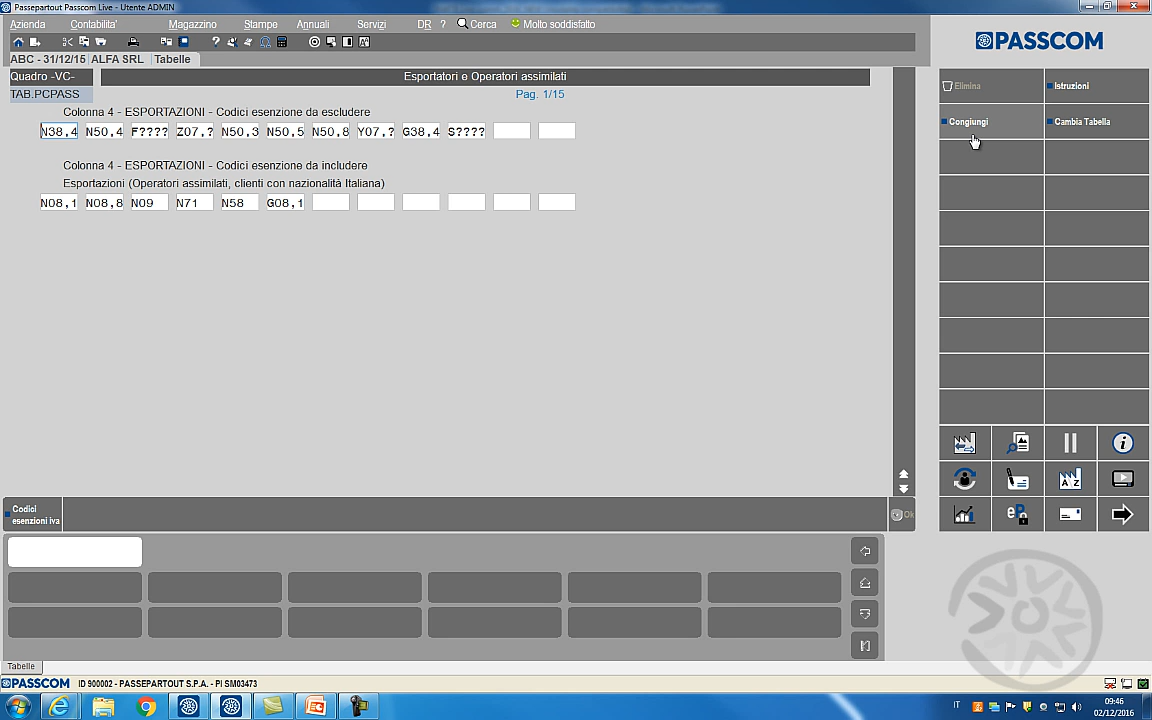 Passepartout Passcom Live - Utente ADMIN
Azienda Contabilita' Magazzino Stampe Annuali Servizi DR ? Cerca Molto soddisfatto
ABC - 31/12/15 ALFA SRL Tabelle
PASSCOM
Quadro -VC- Esportatori e Operatori assimilati
TAB.PCPASS Pag. 1/15
Elimina Istruzioni
Congiungi Cambia Tabella
Colonna 4 - ESPORTAZIONI - Codici esenzione da escludere
N38,4 N50,4 F???? Z07,? N50,3 N50,5 N50,8 Y07,? G38,4 S????
Colonna 4 - ESPORTAZIONI - Codici esenzione da includere
Esportazioni (Operatori assimilati, clienti con nazionalità Italiana)
N08,1 N08,8 N09 N71 N58 G08,1
Codici
esenzioni iva
Ok
Tabelle
PASSCOM ID 900002 - PASSEPARTOUT S.P.A. - PI SM03473
IT 09:46
02/12/2016